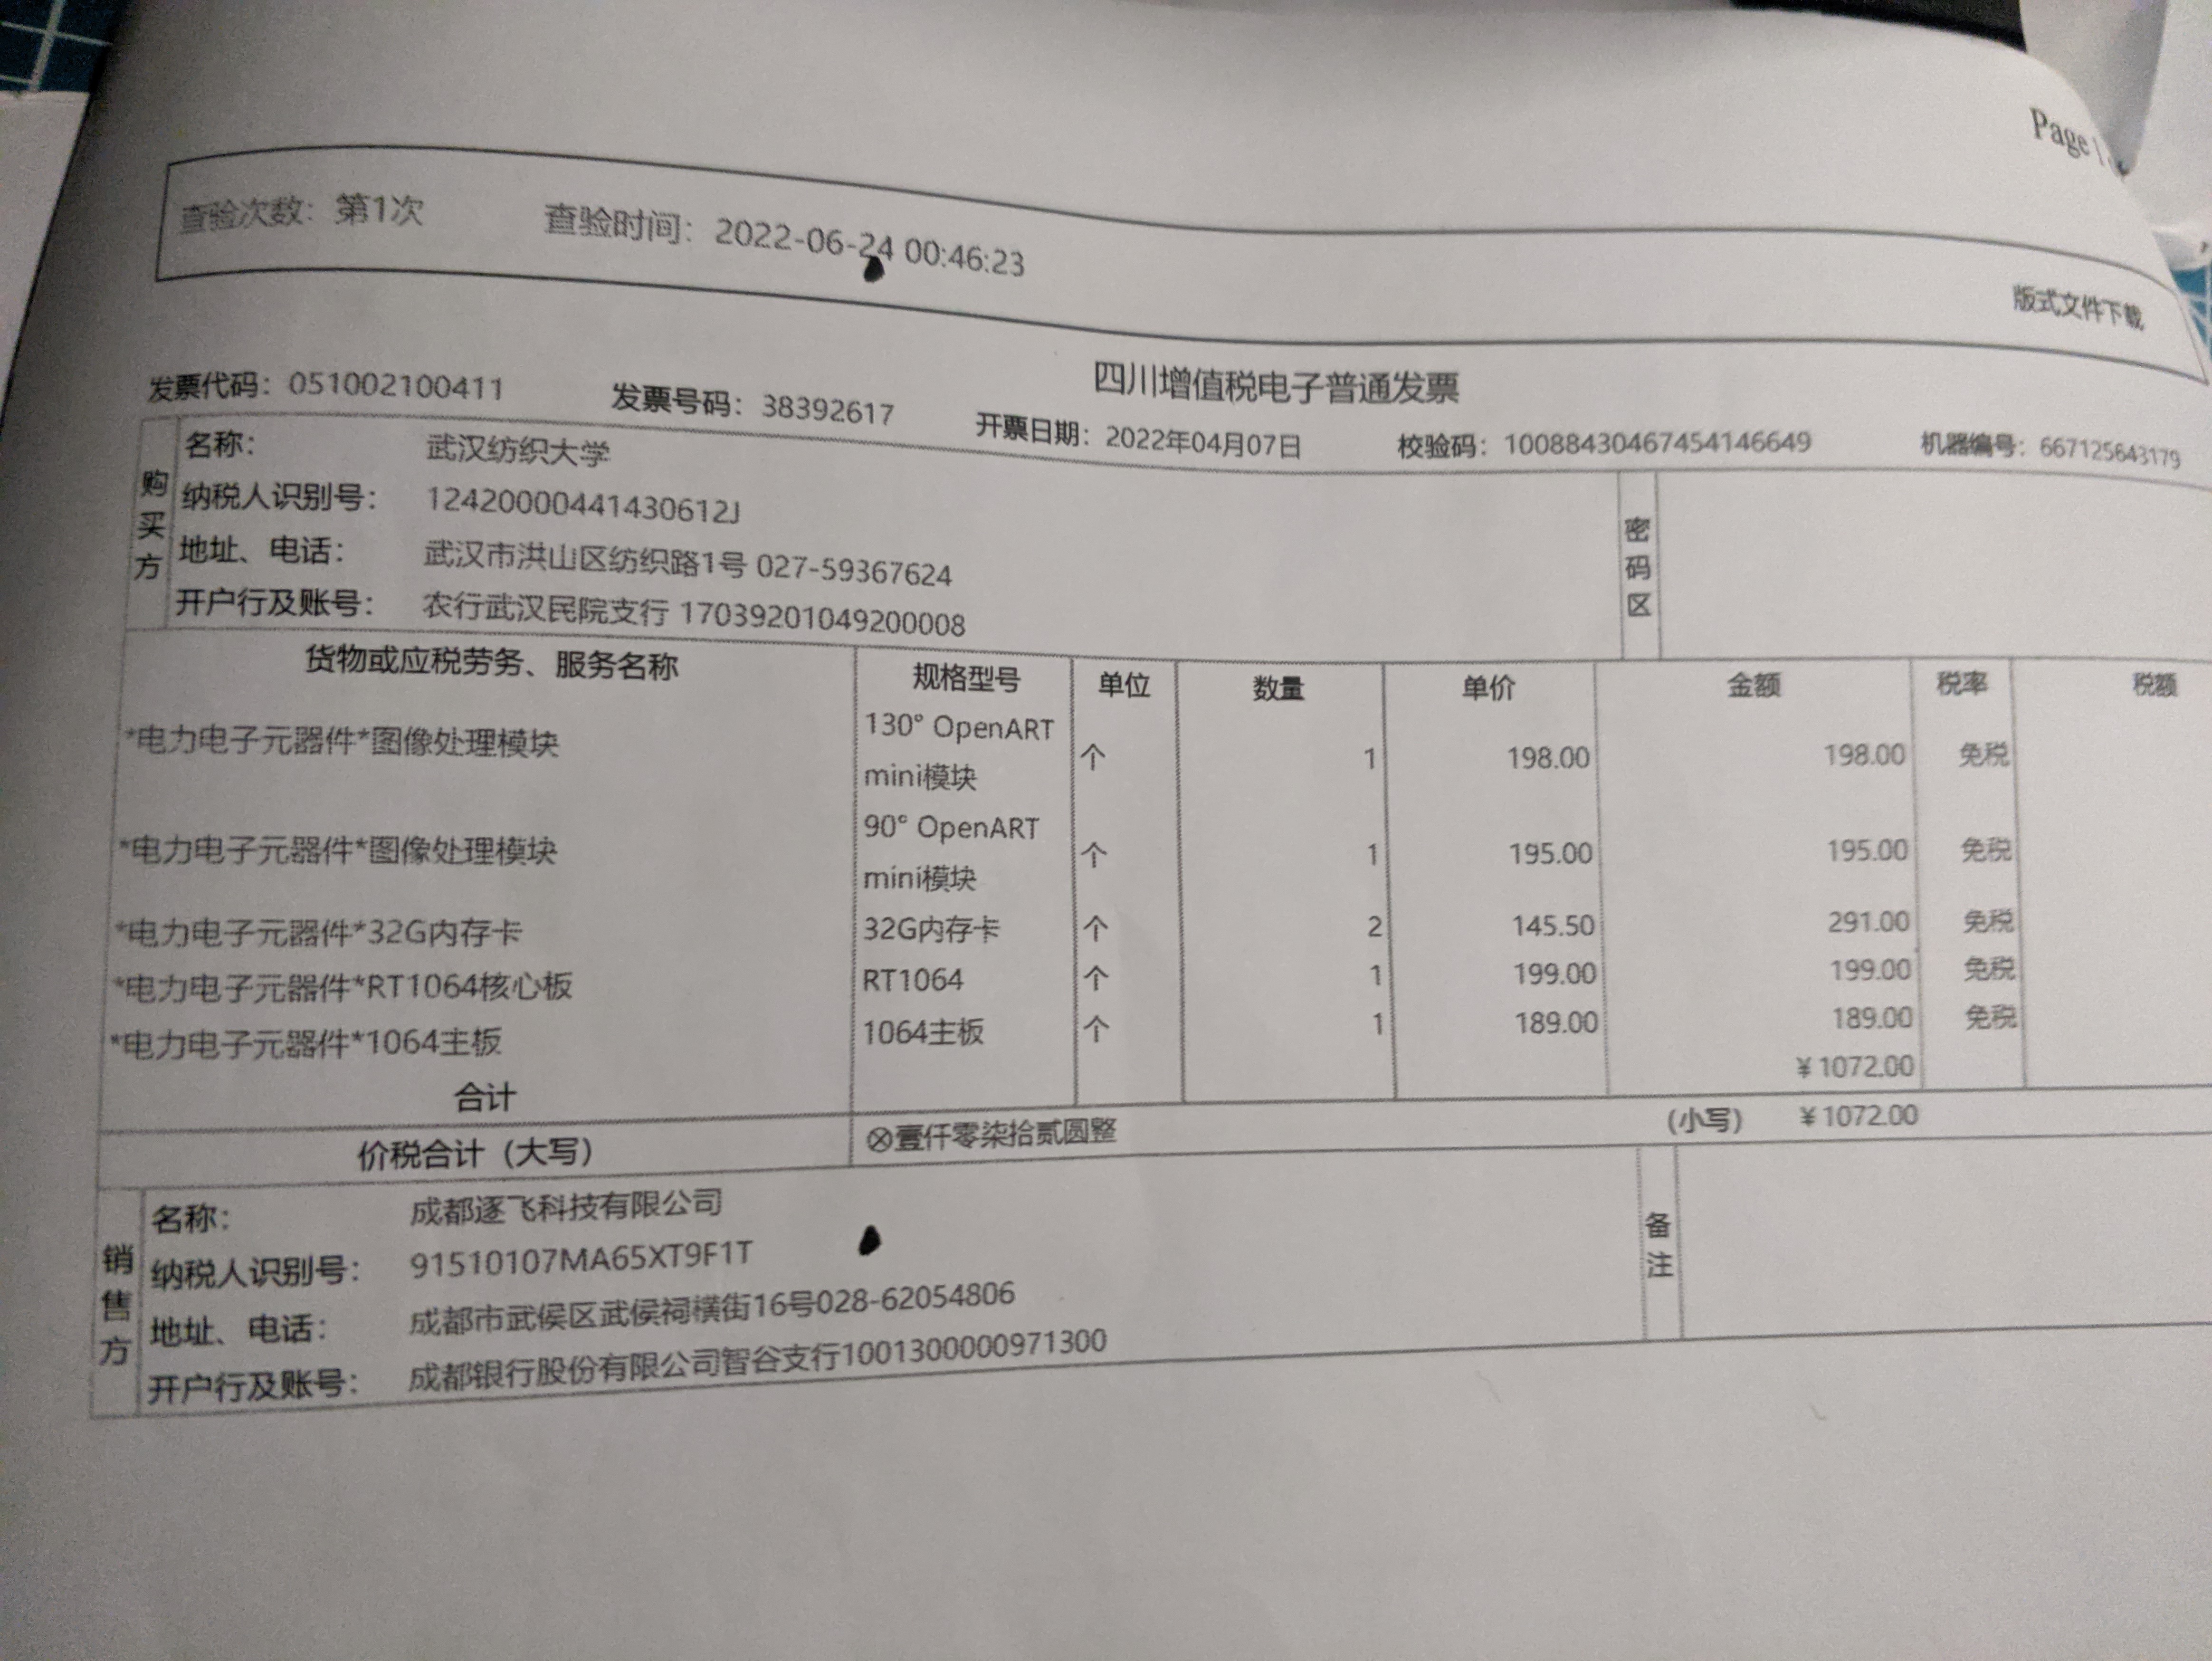 Page 1
查验次数：第1次 查验时间：2022-06-24 00:46:23
版式文件下载
四川增值税电子普通发票
发票代码：051002100411 发票号码：38392617 开票日期：2022年04月07日 校验码：10088430467454146649 机器编号：667125643179
购买方
名称： 武汉纺织大学
纳税人识别号： 12420000441430612J
地址、电话： 武汉市洪山区纺织路1号 027-59367624
开户行及账号： 农行武汉民院支行 17039201049200008
密码区
货物或应税劳务、服务名称 规格型号 单位 数量 单价 金额 税率 税额
*电力电子元器件*图像处理模块 130° OpenART mini模块 个 1 198.00 198.00 免税
*电力电子元器件*图像处理模块 90° OpenART mini模块 个 1 195.00 195.00 免税
*电力电子元器件*32G内存卡 32G内存卡 个 2 145.50 291.00 免税
*电力电子元器件*RT1064核心板 RT1064 个 1 199.00 199.00 免税
*电力电子元器件*1064主板 1064主板 个 1 189.00 189.00 免税
合计 ¥1072.00
价税合计（大写） ⊗壹仟零柒拾贰圆整 （小写） ¥1072.00
销售方
名称： 成都逐飞科技有限公司
纳税人识别号： 91510107MA65XT9F1T
地址、电话： 成都市武侯区武侯祠横街16号028-62054806
开户行及账号： 成都银行股份有限公司智谷支行1001300000971300
备注